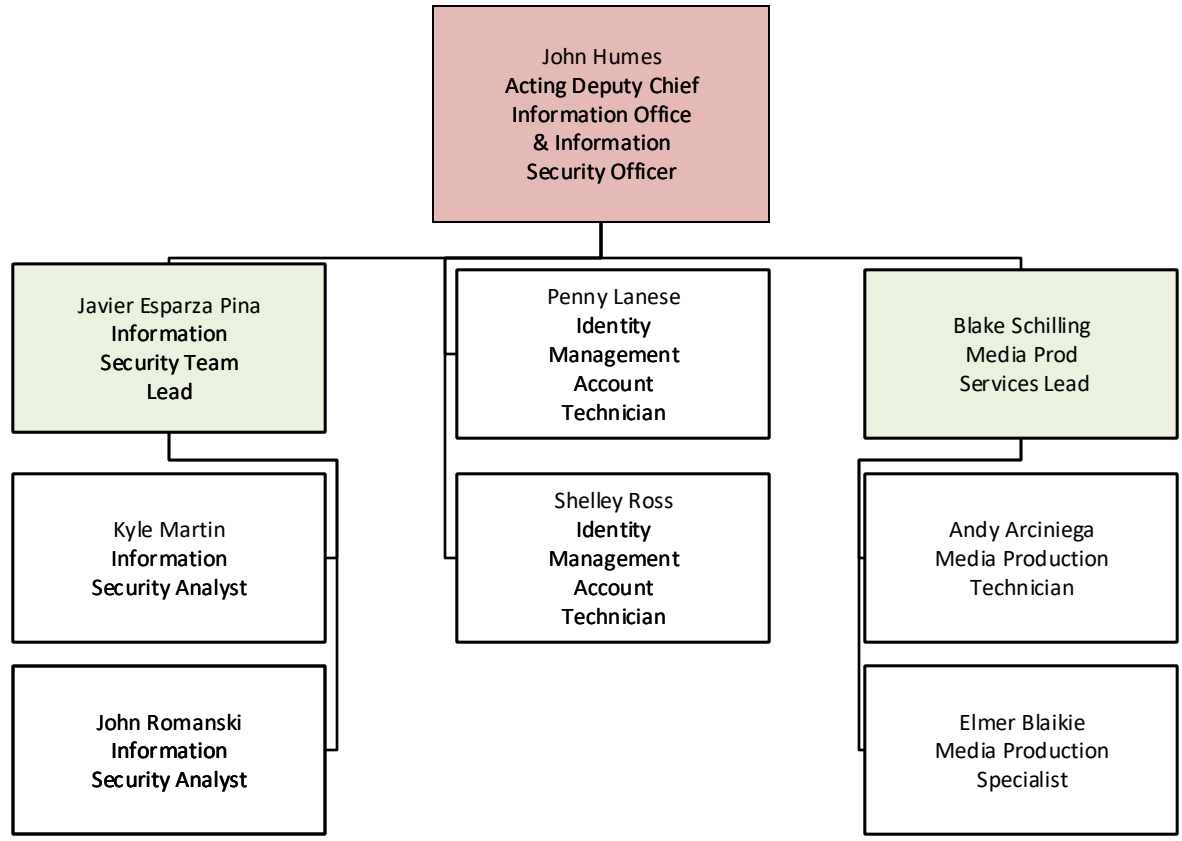 John Humes
Acting Deputy Chief
Information Office
& Information
Security Officer
Javier Esparza Pina
Information
Security Team
Lead
Penny Lanese
Identity
Management
Account
Technician
Blake Schilling
Media Prod
Services Lead
Kyle Martin
Information
Security Analyst
Shelley Ross
Identity
Management
Account
Technician
Andy Arciniega
Media Production
Technician
John Romanski
Information
Security Analyst
Elmer Blaikie
Media Production
Specialist